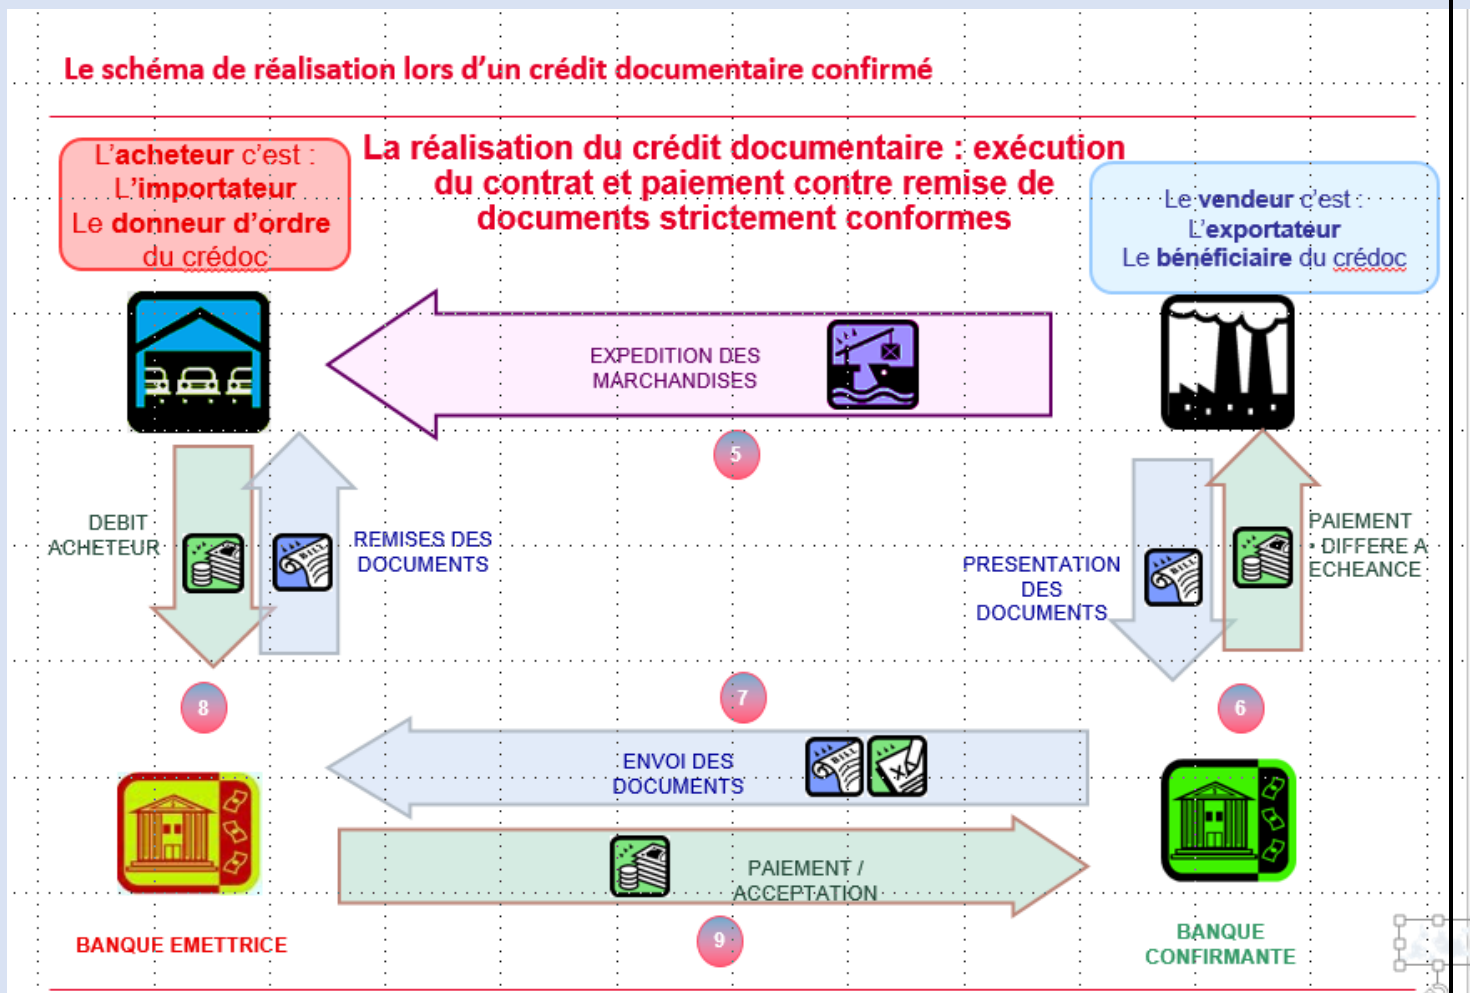 Le schéma de réalisation lors d’un crédit documentaire confirmé
L’acheteur c’est :
L’importateur
Le donneur d’ordre
du crédoc
La réalisation du crédit documentaire : exécution
du contrat et paiement contre remise de
documents strictement conformes
Le vendeur c’est :
L’exportateur
Le bénéficiaire du crédoc
EXPEDITION DES
MARCHANDISES
5
DEBIT
ACHETEUR
REMISES DES
DOCUMENTS
PRESENTATION
DES
DOCUMENTS
PAIEMENT
• DIFFERE A
ECHEANCE
BILL
BILL
8
7
6
ENVOI DES
DOCUMENTS
BILL
PAIEMENT /
ACCEPTATION
9
BANQUE EMETTRICE
BANQUE
CONFIRMANTE